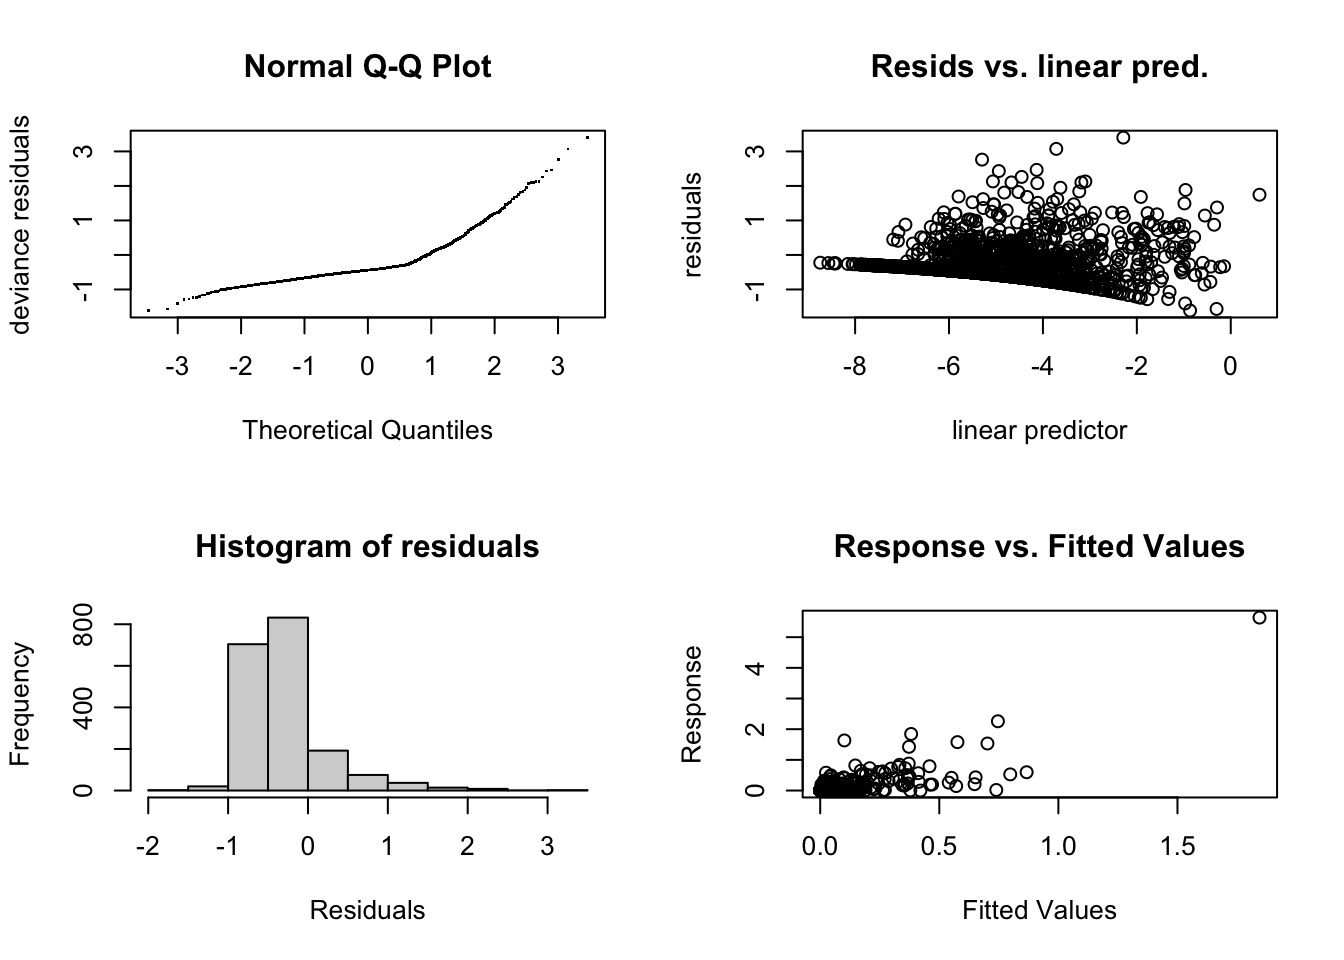 Normal Q-Q Plot
deviance residuals
3
1
-1
-3 -2 -1 0 1 2 3
Theoretical Quantiles
Resids vs. linear pred.
residuals
3
1
-1
-8 -6 -4 -2 0
linear predictor
Histogram of residuals
Frequency
800
400
0
-2 -1 0 1 2 3
Residuals
Response vs. Fitted Values
Response
4
2
0
0.0 0.5 1.0 1.5
Fitted Values